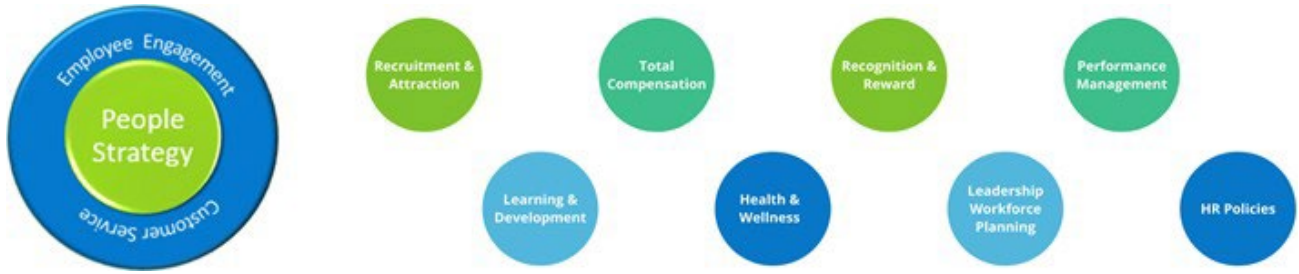 Employee Engagement
People
Strategy
Customer Service
Recruitment &
Attraction
Total
Compensation
Recognition &
Reward
Performance
Management
Learning &
Development
Health &
Wellness
Leadership
Workforce
Planning
HR Policies